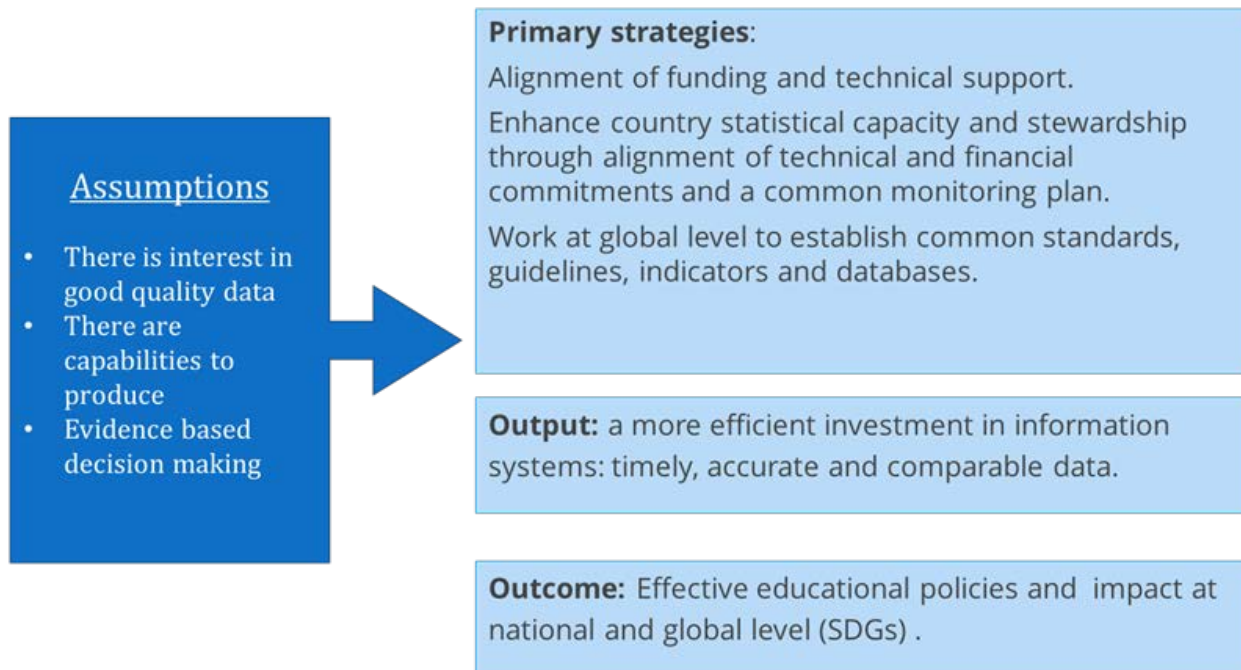 Assumptions
• There is interest in
good quality data
• There are
capabilities to
produce
• Evidence based
decision making
Primary strategies:
Alignment of funding and technical support.
Enhance country statistical capacity and stewardship
through alignment of technical and financial
commitments and a common monitoring plan.
Work at global level to establish common standards,
guidelines, indicators and databases.
Output: a more efficient investment in information
systems: timely, accurate and comparable data.
Outcome: Effective educational policies and impact at
national and global level (SDGs) .